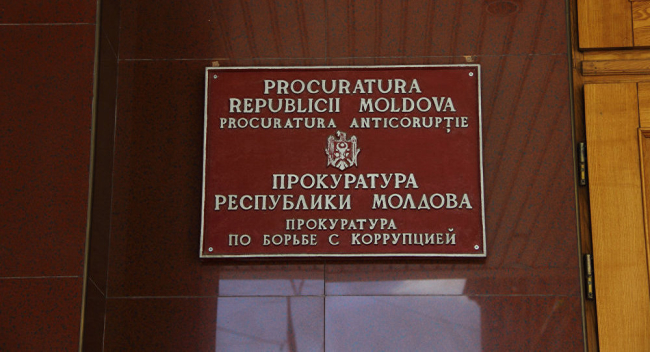 PROCURATURA
REPUBLICII MOLDOVA
PROCURATURA ANTICORUPȚIE
ПРОКУРАТУРА
РЕСПУБЛИКИ МОЛДОВА
ПРОКУРАТУРА
ПО БОРЬБЕ С КОРРУПЦИЕЙ